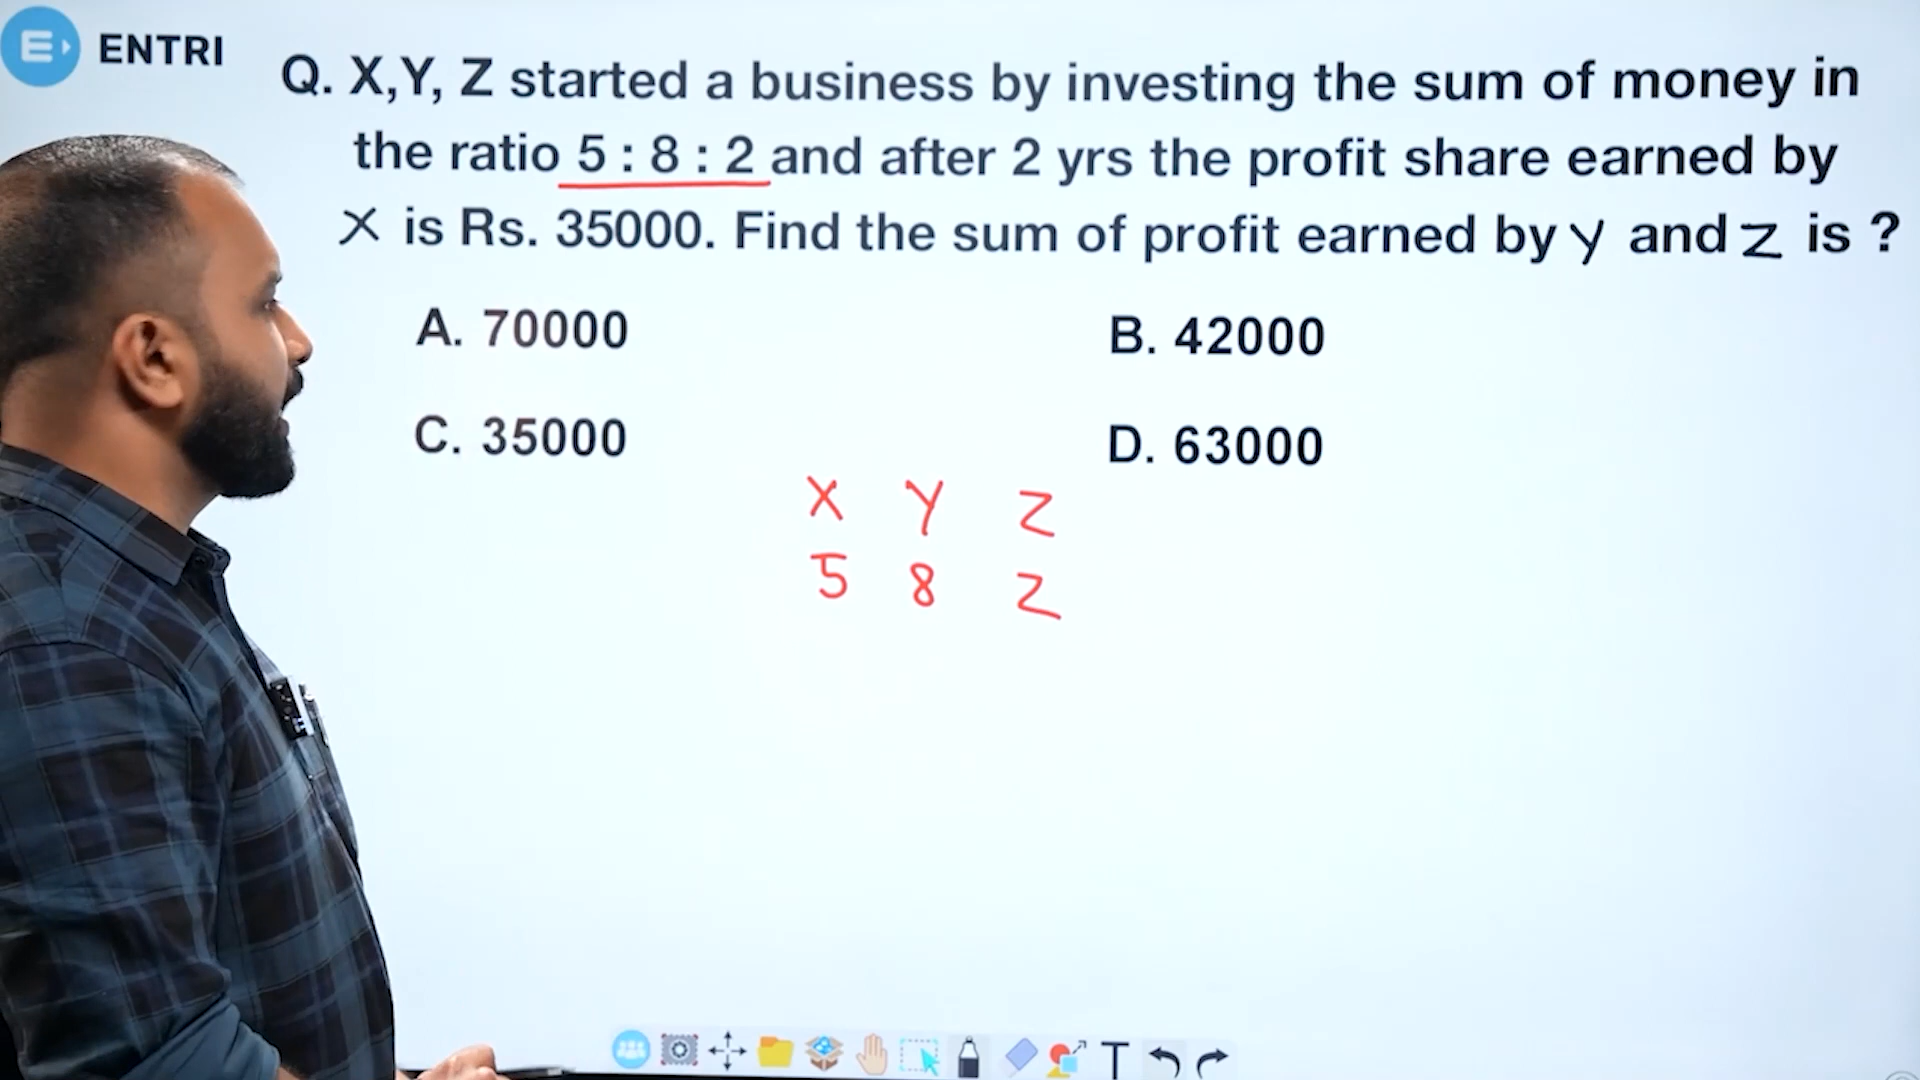 ENTRI
Q. X,Y, Z started a business by investing the sum of money in
the ratio 5 : 8 : 2 and after 2 yrs the profit share earned by
X is Rs. 35000. Find the sum of profit earned by Y and Z is ?
A. 70000
B. 42000
C. 35000
D. 63000
X Y Z
5 8 2